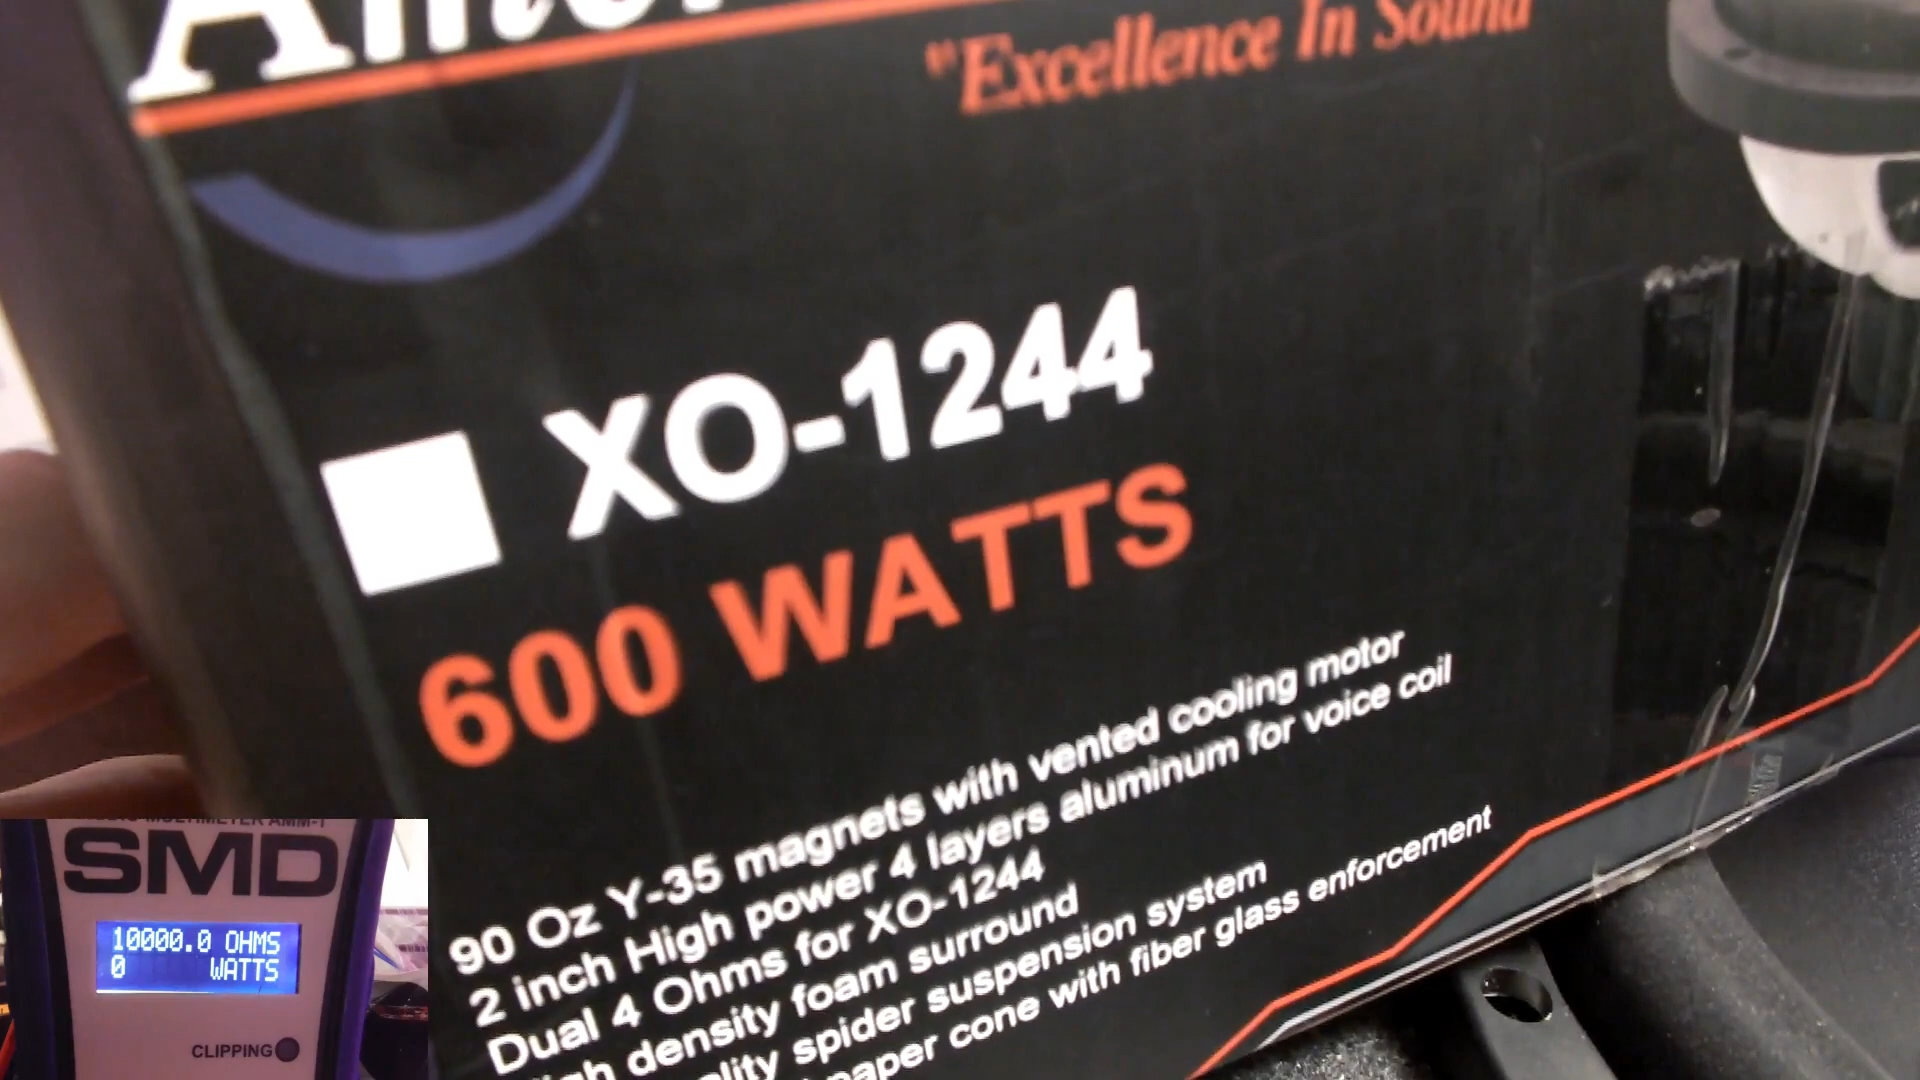 "Excellence In Sound
XO-1244
600 WATTS
90 Oz Y-35 magnets with vented cooling motor
2 inch High power 4 layers aluminum for voice coil
Dual 4 Ohms for XO-1244
density foam surround
spider suspension system
paper cone with fiber glass enforcement
SMD
10000.0 OHMS
0 WATTS
CLIPPING